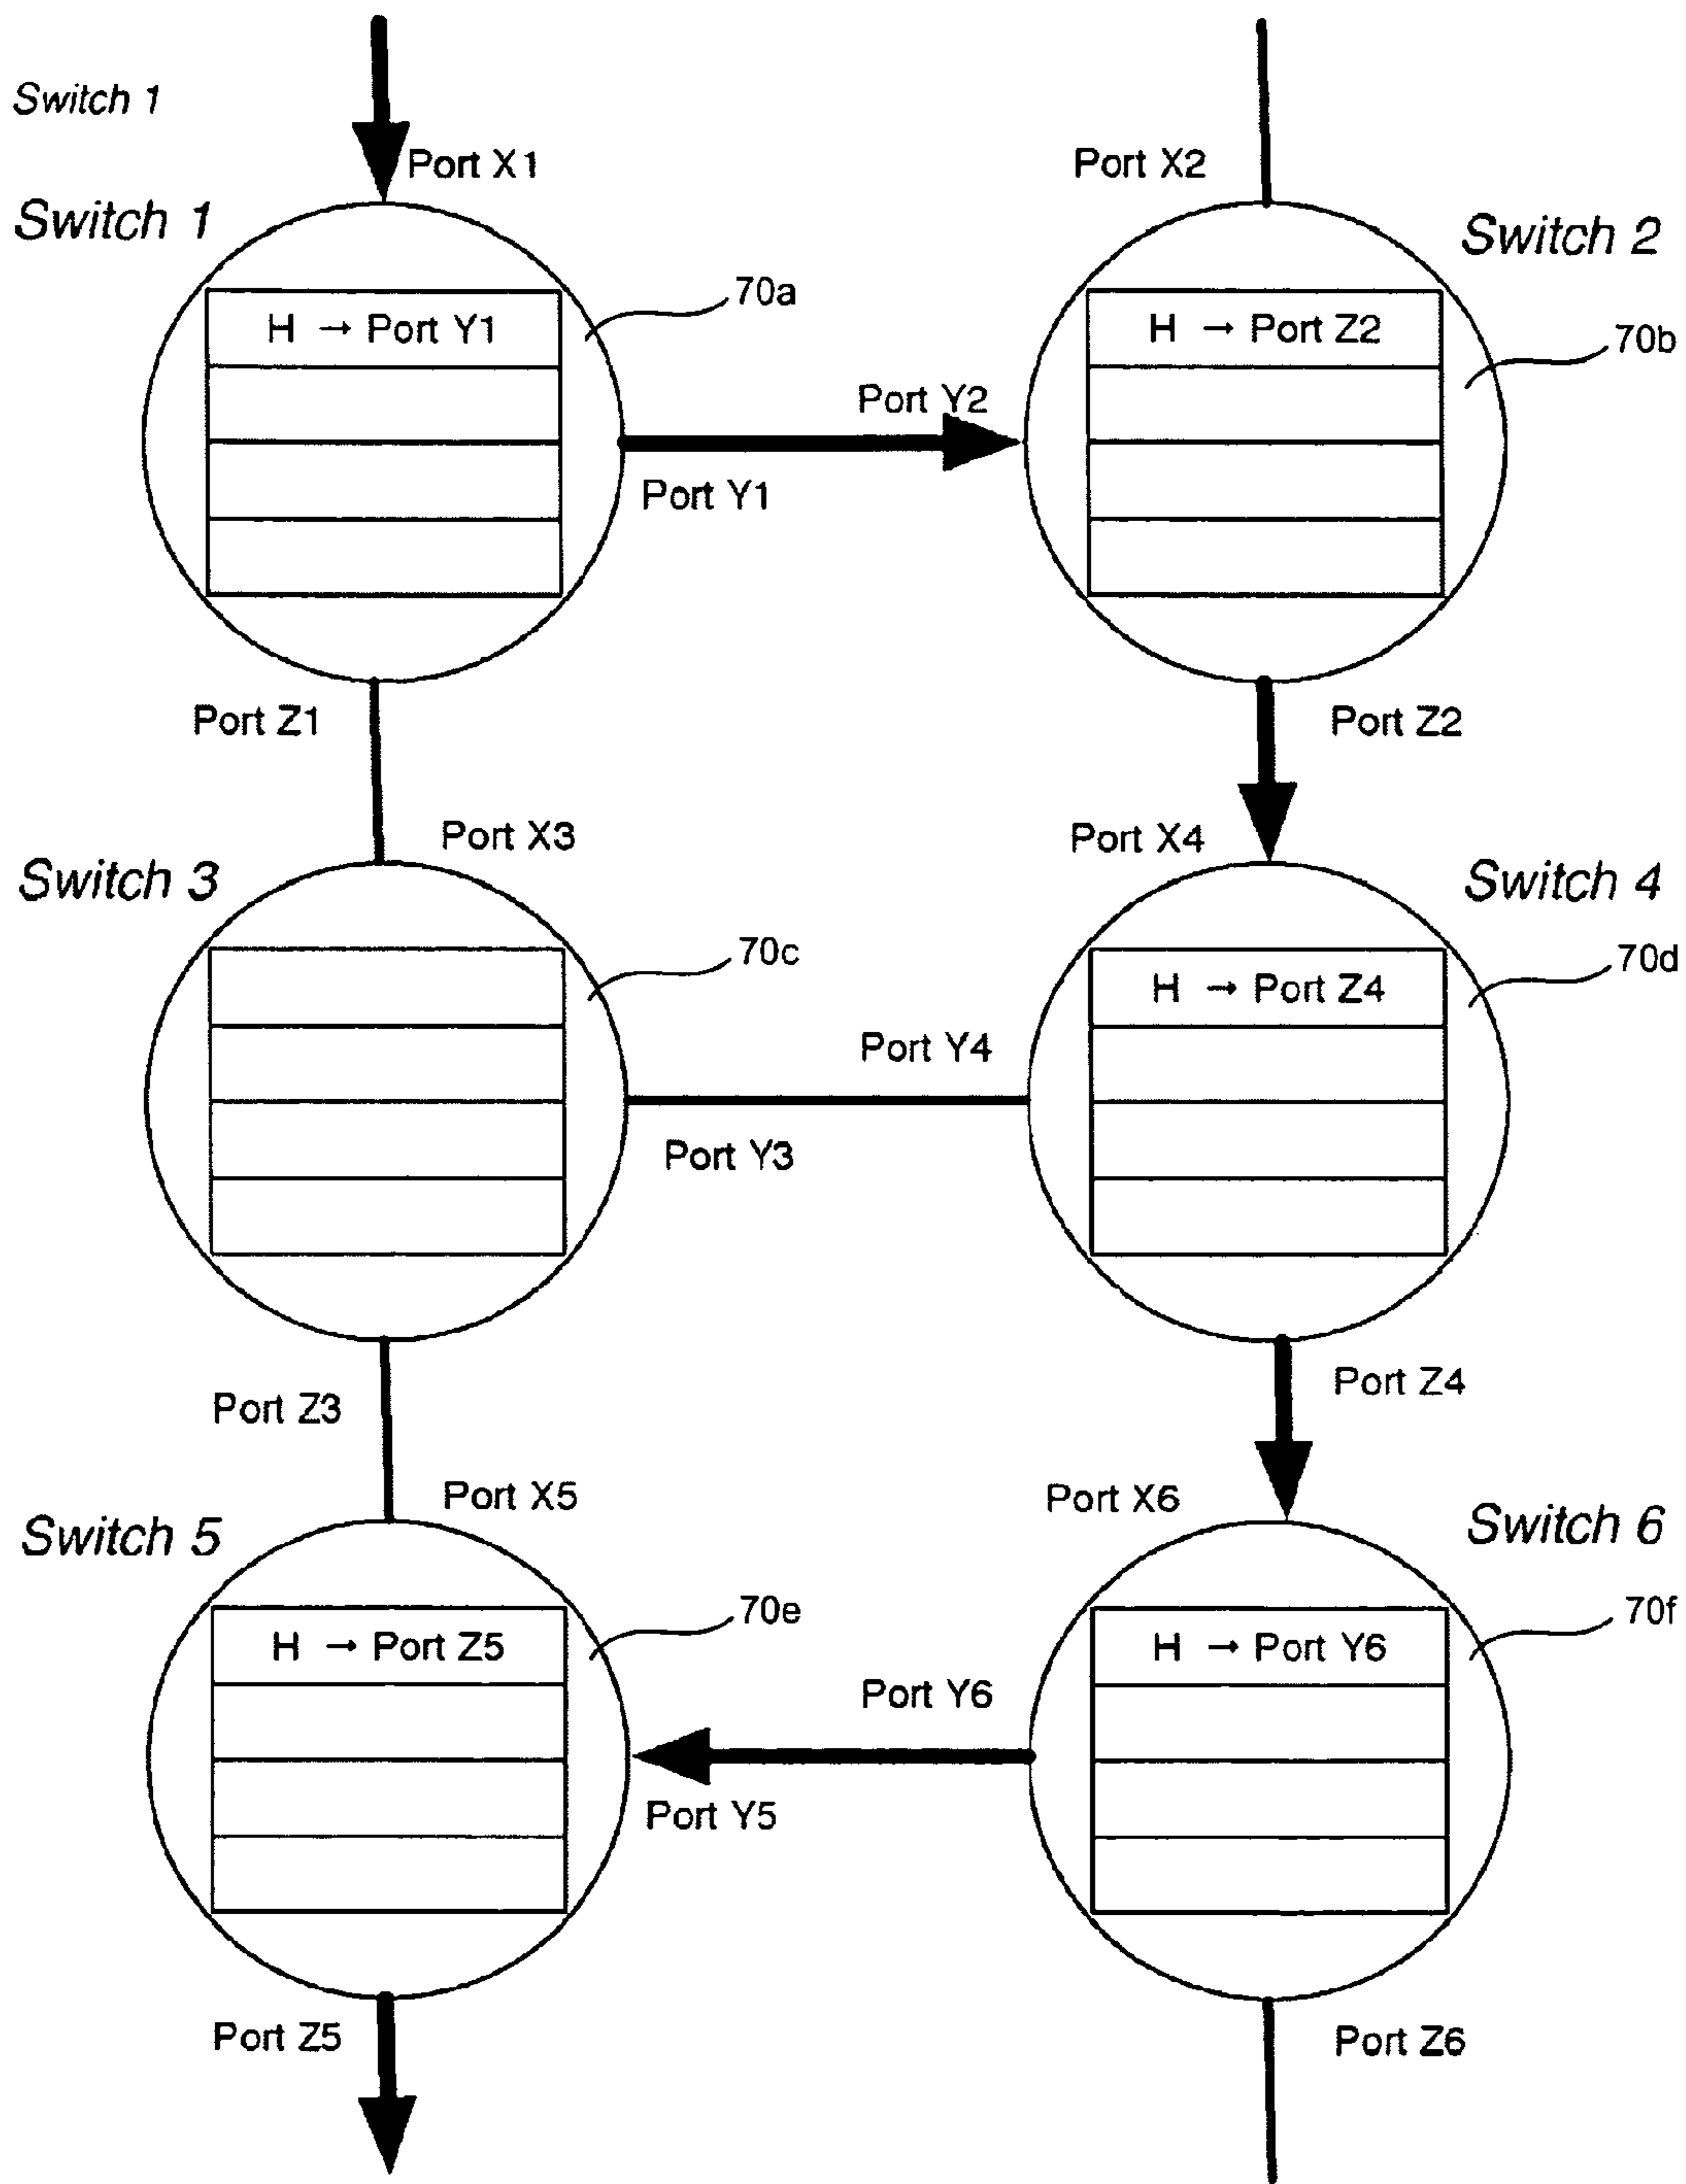 Switch 1
Port X1
Port X2
Switch 1
Switch 2
70a
H → Port Y1
H → Port Z2
70b
Port Y2
Port Y1
Port Z1
Port Z2
Port X3
Port X4
Switch 3
Switch 4
70c
70d
H → Port Z4
Port Y4
Port Y3
Port Z3
Port Z4
Port X5
Port X6
Switch 5
Switch 6
70e
70f
H → Port Z5
H → Port Y6
Port Y6
Port Y5
Port Z5
Port Z6